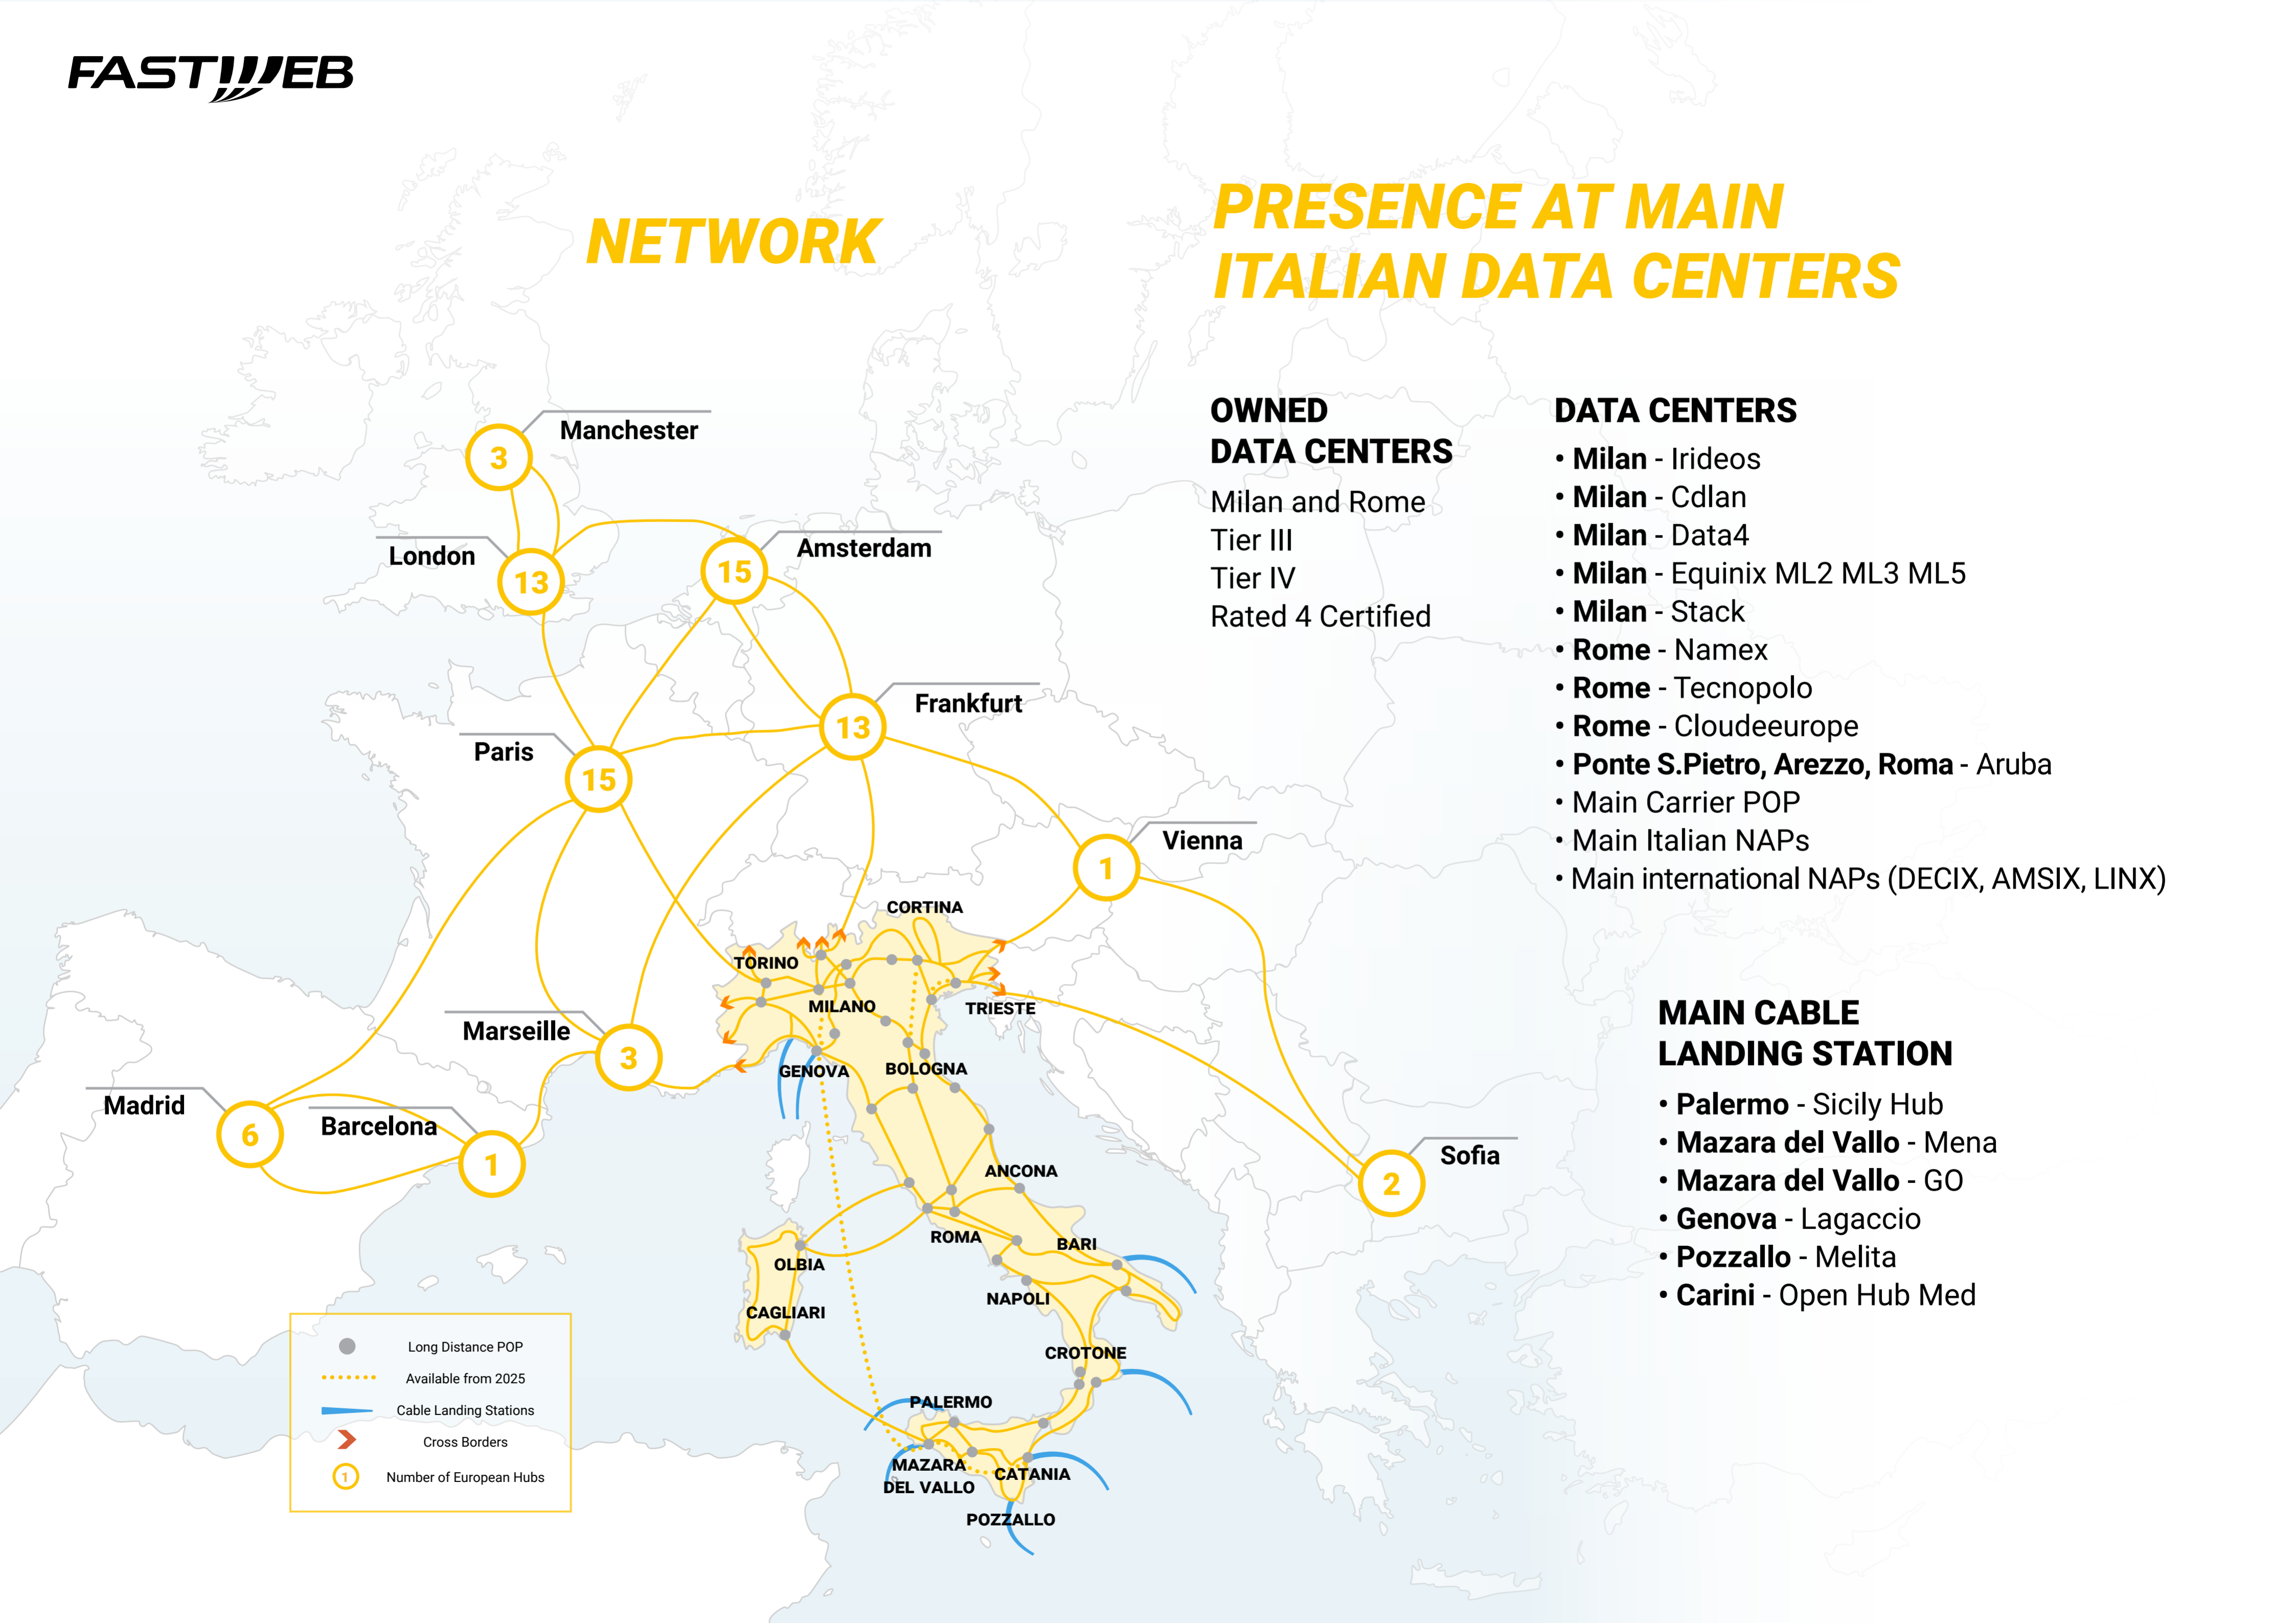 FASTWEB
NETWORK
PRESENCE AT MAIN
ITALIAN DATA CENTERS
OWNED
DATA CENTERS
Milan and Rome
Tier III
Tier IV
Rated 4 Certified
DATA CENTERS
• Milan - Irideos
• Milan - Cdlan
• Milan - Data4
• Milan - Equinix ML2 ML3 ML5
• Milan - Stack
• Rome - Namex
• Rome - Tecnopolo
• Rome - Cloudeeurope
• Ponte S.Pietro, Arezzo, Roma - Aruba
• Main Carrier POP
• Main Italian NAPs
• Main international NAPs (DECIX, AMSIX, LINX)
MAIN CABLE
LANDING STATION
• Palermo - Sicily Hub
• Mazara del Vallo - Mena
• Mazara del Vallo - GO
• Genova - Lagaccio
• Pozzallo - Melita
• Carini - Open Hub Med
Manchester
3
London
13
Amsterdam
15
Frankfurt
13
Paris
15
Vienna
1
Marseille
3
Madrid
6
Barcelona
1
Sofia
2
CORTINA
TORINO
MILANO
TRIESTE
GENOVA
BOLOGNA
ANCONA
ROMA
BARI
OLBIA
NAPOLI
CAGLIARI
CROTONE
PALERMO
MAZARA
DEL VALLO
CATANIA
POZZALLO
Long Distance POP
Available from 2025
Cable Landing Stations
Cross Borders
1 Number of European Hubs